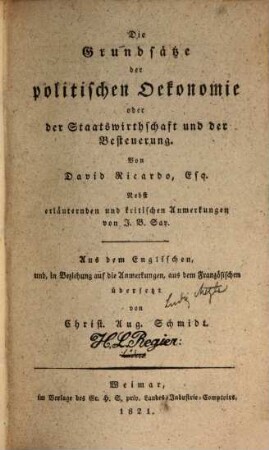 Die
Grundsätze
der
politischen Oekonomie
oder
der Staatswirthschaft und der
Besteuerung.
Von
David Ricardo, Esq.
Nebst
erläuternden und kritischen Anmerkungen
von J. B. Say.
Aus dem Englischen,
und, in Beziehung auf die Anmerkungen, aus dem Französischen
übersetzt
von
Christ. Aug. Schmidt.
H. L. Regier.
Weimar,
im Verlage des Gr. H. S. priv. Landes-Industrie-Comptoirs.
1821.